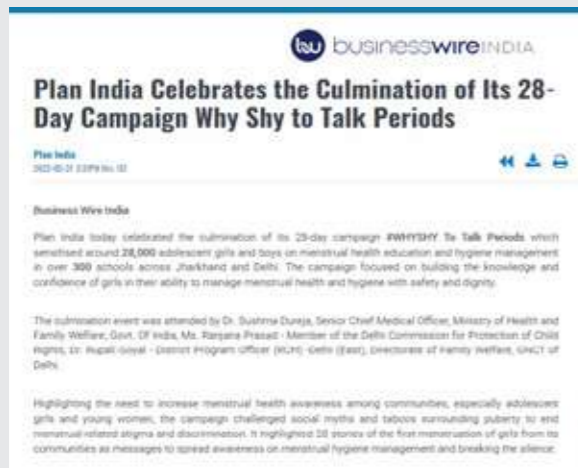 businesswireINDIA
Plan India Celebrates the Culmination of Its 28-
Day Campaign Why Shy to Talk Periods
Plan India
Business Wire India
Plan India today celebrated the culmination of its 28-day campaign #WHYSHY To Talk Periods which
sensitised around 28,000 adolescent girls and boys on menstrual health education and hygiene management
in over 300 schools across Jharkhand and Delhi. The campaign focused on building the knowledge and
confidence of girls in their ability to manage menstrual health and hygiene with safety and dignity.
The culmination event was attended by Dr. Sushma Dureja, Senior Chief Medical Officer, Ministry of Health and
Family Welfare, Govt. Of India, Ms. Ranjana Prasad - Member of the Delhi Commission for Protection of Child
Rights, Dr. Rupali Goyal - District Program Officer (RCH) -Delhi (East), Directorate of Family Welfare, GNCT of
Delhi.
Highlighting the need to increase menstrual health awareness among communities, especially adolescent
girls and young women, the campaign challenged social myths and taboos surrounding puberty to end
menstrual-related stigma and discrimination. It highlighted 28 stories of the first menstruation of girls from its
communities as messages to spread awareness on menstrual hygiene management and breaking the silence.